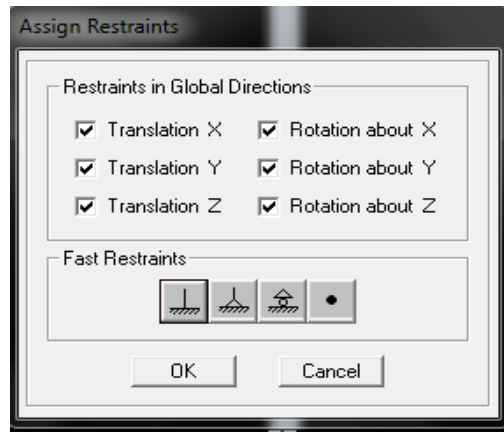 Assign Restraints
Restraints in Global Directions
Translation X Rotation about X
Translation Y Rotation about Y
Translation Z Rotation about Z
Fast Restraints
OK Cancel